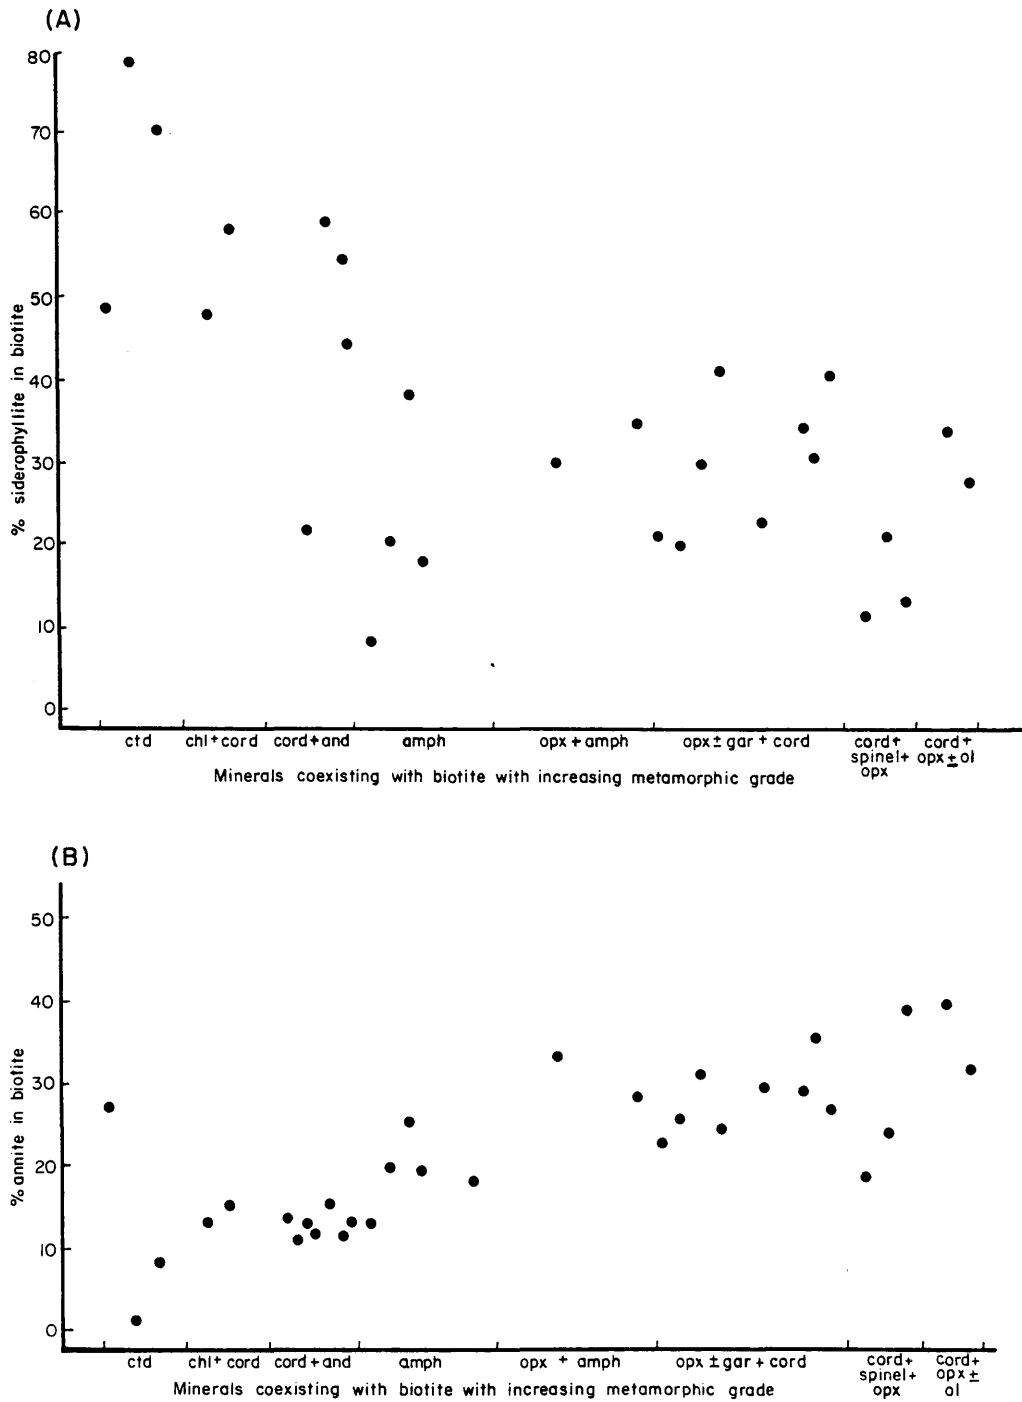 (A)
80
70
60
50
40
30
20
10
0
% siderophyllite in biotite
ctd chl+cord cord+and amph opx+amph opx±gar+cord cord+ cord+
spinel+ opx±ol
opx
Minerals coexisting with biotite with increasing metamorphic grade
(B)
50
40
30
20
10
0
% annite in biotite
ctd chl+ cord cord+and amph opx + amph opx ±gar+cord cord+ cord+
spinel+ opx±
opx ol
Minerals coexisting with biotite with increasing metamorphic grade